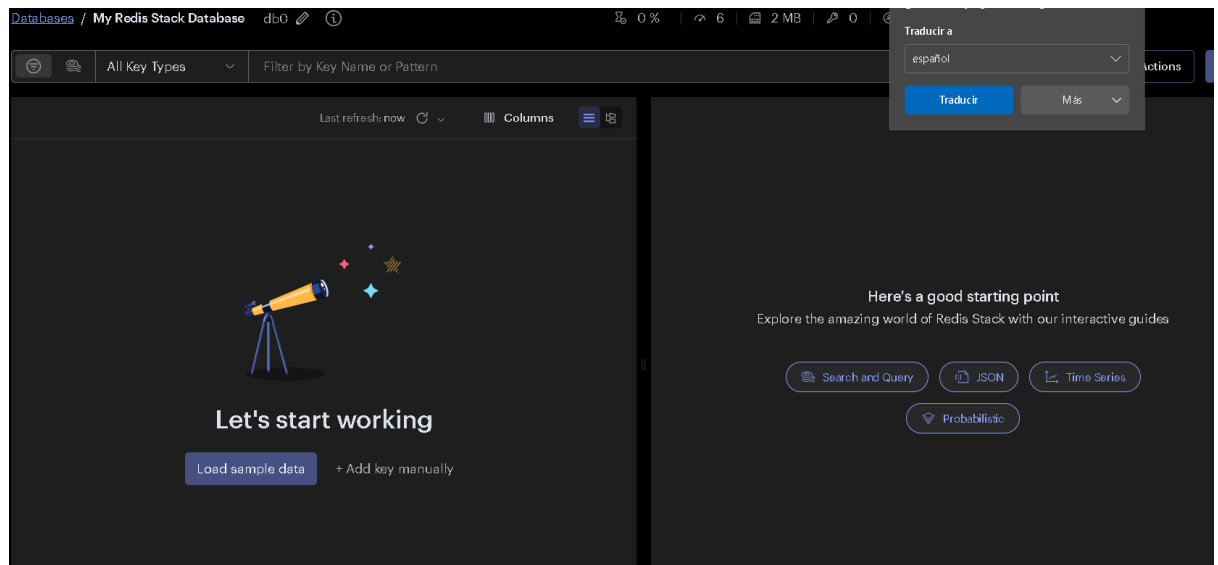 Databases / My Redis Stack Database db0 0 % 6 2 MB 0
Traducir a
español
Traducir Más
All Key Types Filter by Key Name or Pattern
Last refresh: now Columns
Let's start working
Load sample data + Add key manually
Here's a good starting point
Explore the amazing world of Redis Stack with our interactive guides
Search and Query JSON Time Series
Probabilistic